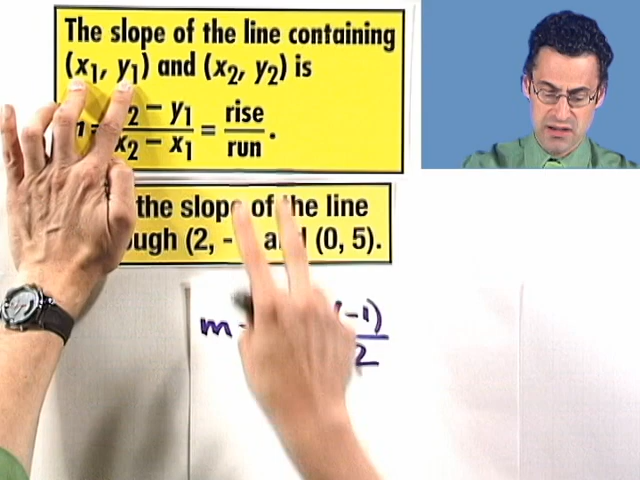 The slope of the line containing
(x1, y1) and (x2, y2) is
2 − y1 = rise
x2 − x1 run .
the slope of the line
(2, - and (0, 5).
m (-1)
2